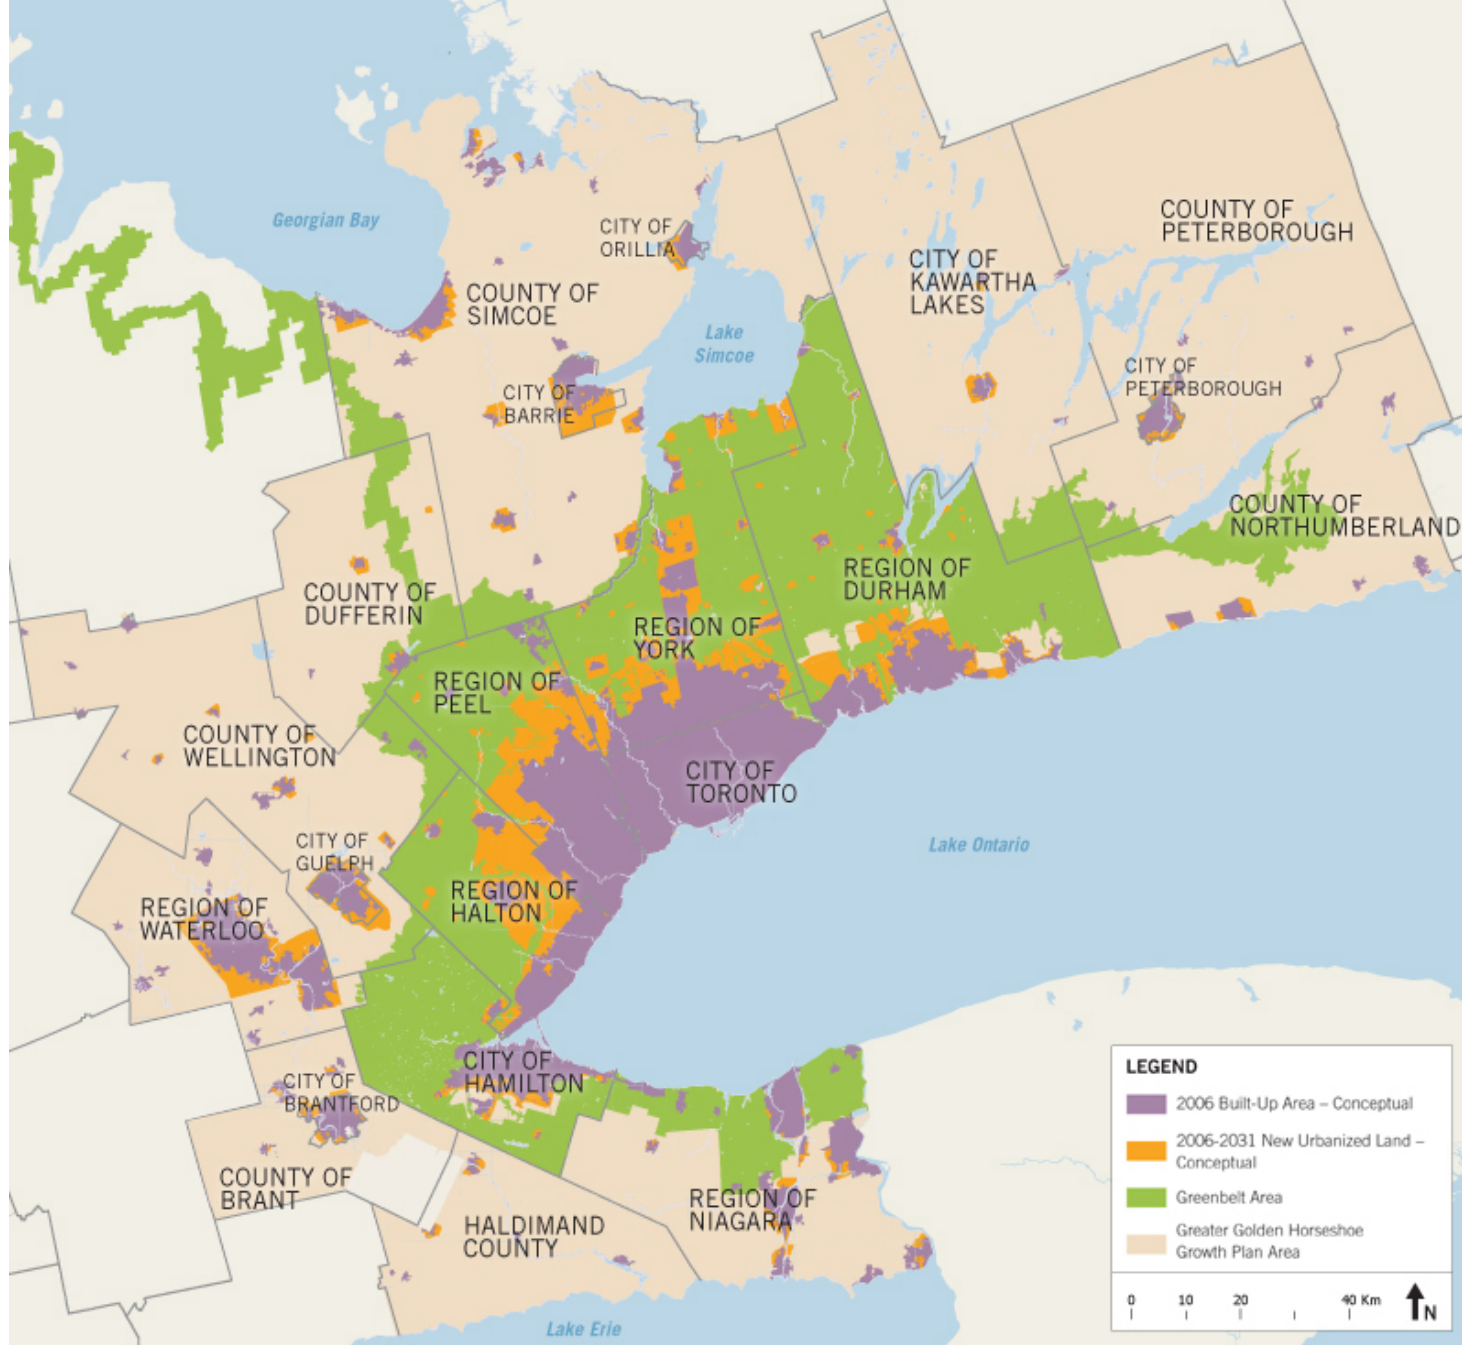 Georgian Bay
CITY OF
ORILLIA
COUNTY OF
PETERBOROUGH
CITY OF
KAWARTHA
LAKES
COUNTY OF
SIMCOE
Lake
Simcoe
CITY OF
BARRIE
CITY OF
PETERBOROUGH
COUNTY OF
NORTHUMBERLAND
COUNTY OF
DUFFERIN
REGION OF
DURHAM
REGION OF
YORK
REGION OF
PEEL
COUNTY OF
WELLINGTON
CITY OF
TORONTO
CITY OF
GUELPH
Lake Ontario
REGION OF
WATERLOO
REGION OF
HALTON
CITY OF
HAMILTON
CITY OF
BRANTFORD
COUNTY OF
BRANT
REGION OF
NIAGARA
HALDIMAND
COUNTY
Lake Erie
LEGEND
2006 Built-Up Area – Conceptual
2006-2031 New Urbanized Land –
Conceptual
Greenbelt Area
Greater Golden Horseshoe
Growth Plan Area
0 10 20 40 Km
N